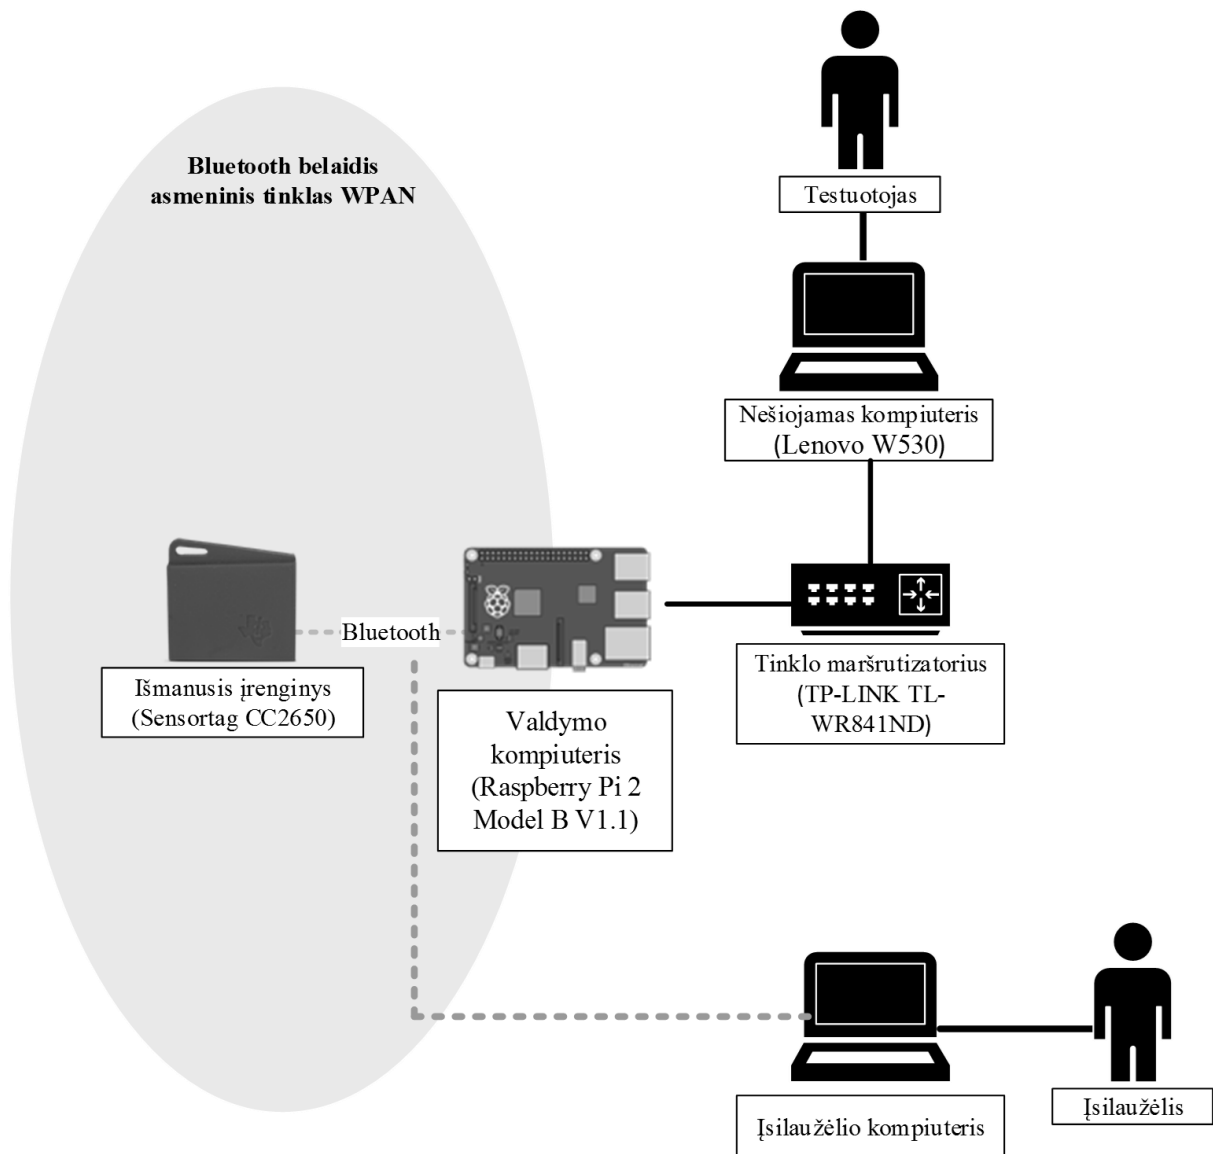 Testuotojas
Bluetooth belaidis
asmeninis tinklas WPAN
Nešiojamas kompiuteris
(Lenovo W530)
Bluetooth
Išmanusis įrenginys
(Sensortag CC2650)
Valdymo
kompiuteris
(Raspberry Pi 2
Model B V1.1)
Tinklo maršrutizatorius
(TP-LINK TL-
WR841ND)
Įsilaužėlio kompiuteris
Įsilaužėlis